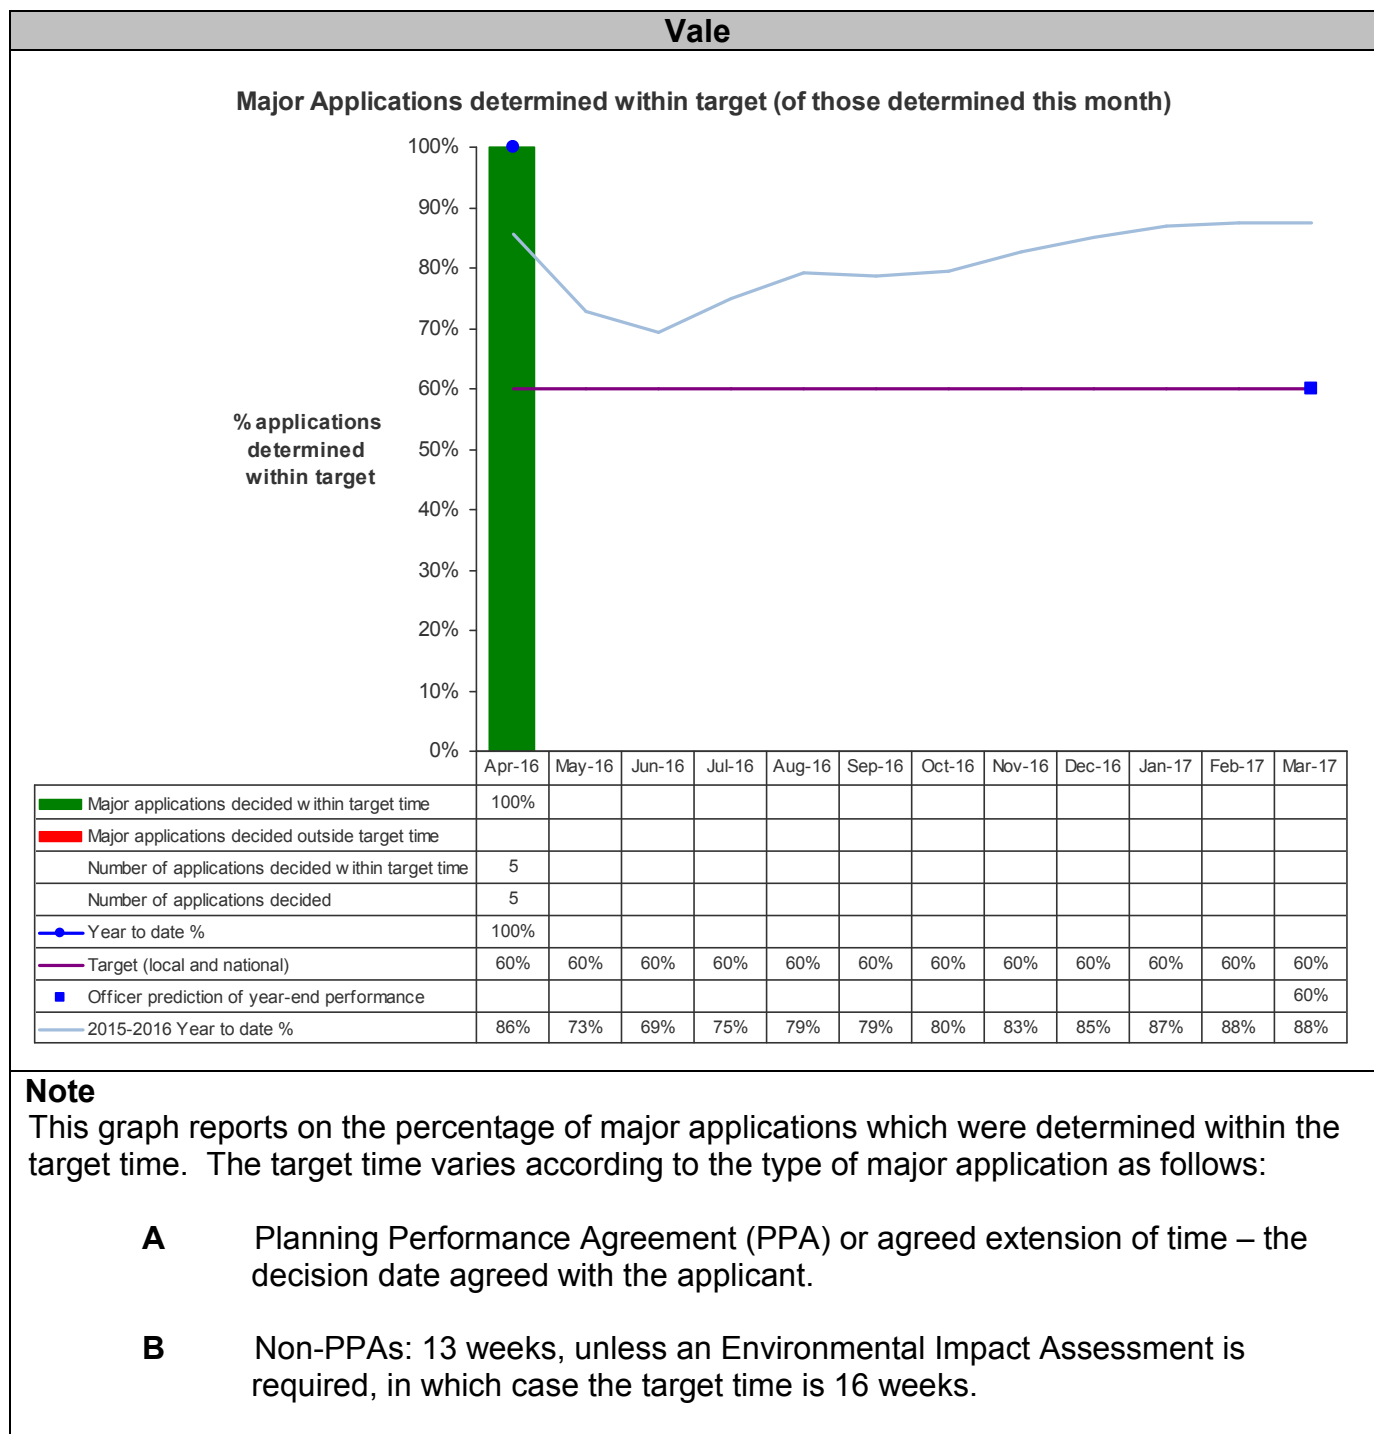 Vale
Major Applications determined within target (of those determined this month)
100%
90%
80%
70%
60%
50%
40%
30%
20%
10%
0%
% applications
determined
within target
Apr-16 May-16 Jun-16 Jul-16 Aug-16 Sep-16 Oct-16 Nov-16 Dec-16 Jan-17 Feb-17 Mar-17
Major applications decided within target time 100%
Major applications decided outside target time
Number of applications decided within target time 5
Number of applications decided 5
Year to date % 100%
Target (local and national) 60% 60% 60% 60% 60% 60% 60% 60% 60% 60% 60% 60%
Officer prediction of year-end performance 60%
2015-2016 Year to date % 86% 73% 69% 75% 79% 79% 80% 83% 85% 87% 88% 88%
Note
This graph reports on the percentage of major applications which were determined within the
target time. The target time varies according to the type of major application as follows:
A Planning Performance Agreement (PPA) or agreed extension of time – the
decision date agreed with the applicant.
B Non-PPAs: 13 weeks, unless an Environmental Impact Assessment is
required, in which case the target time is 16 weeks.